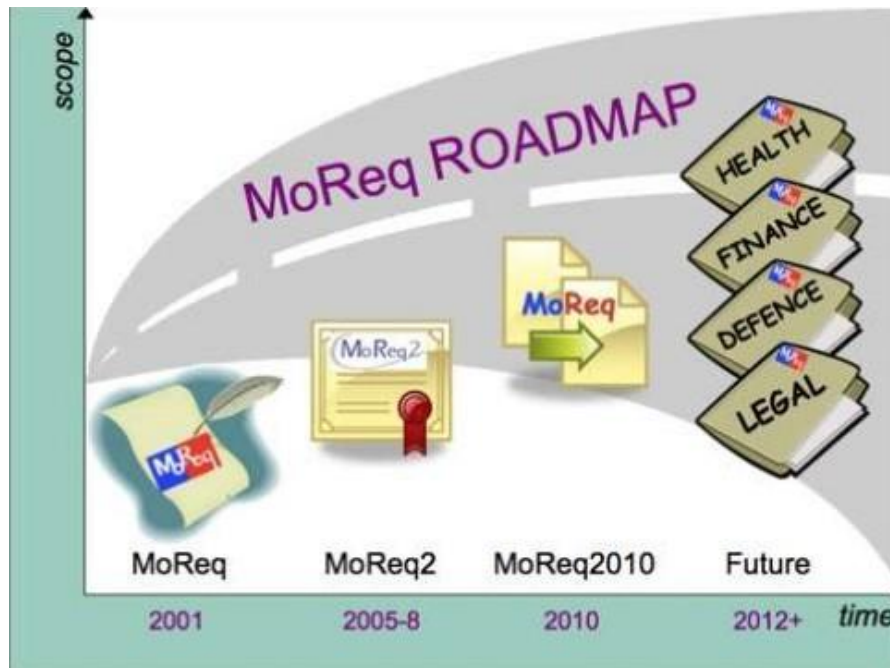 scope
MoReq ROADMAP
HEALTH
FINANCE
DEFENCE
LEGAL
MoReq
MoReq2
MoReq
MoReq MoReq2 MoReq2010 Future
2001 2005-8 2010 2012+ time